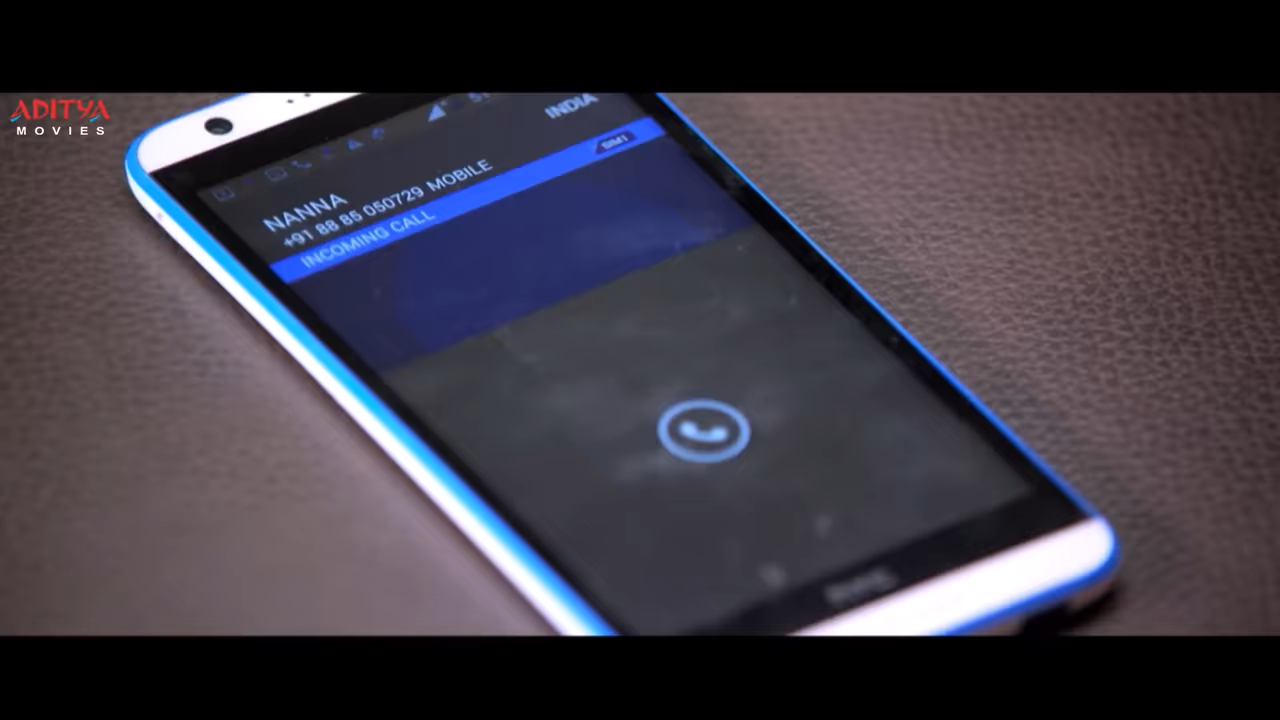 ADITYA
MOVIES
INDIA
SIM1
NANNA
+91 88 85 050729 MOBILE
INCOMING CALL